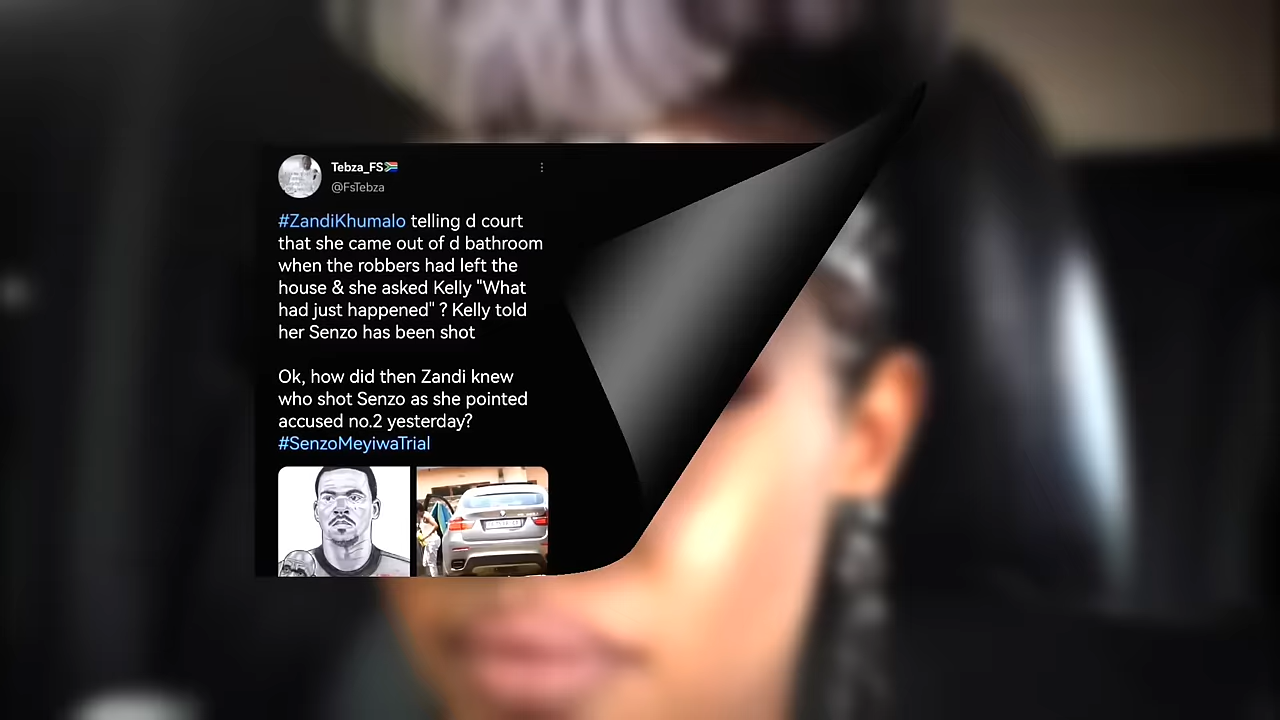 Tebza_FS🇿🇦
@FsTebza
#ZandiKhumalo telling d court
that she came out of d bathroom
when the robbers had left the
house & she asked Kelly "What
had just happened" ? Kelly told
her Senzo has been shot
Ok, how did then Zandi knew
who shot Senzo as she pointed
accused no.2 yesterday?
#SenzoMeyiwaTrial